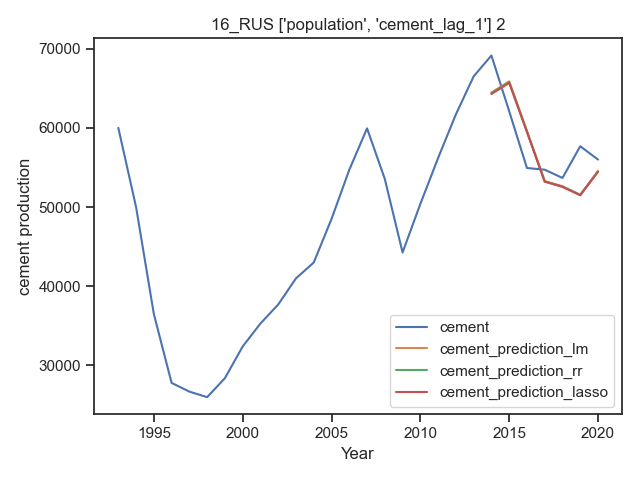 16_RUS ['population', 'cement_lag_1'] 2
70000
60000
50000
40000
30000
cement production
1995
2000
2005
2010
2015
2020
Year
cement
cement_prediction_lm
cement_prediction_rr
cement_prediction_lasso